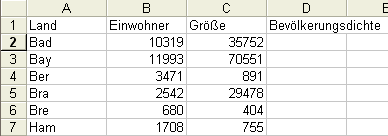 A B C D E
1 Land Einwohner Größe Bevölkerungsdichte
2 Bad 10319 35752
3 Bay 11993 70551
4 Ber 3471 891
5 Bra 2542 29478
6 Bre 680 404
7 Ham 1708 755